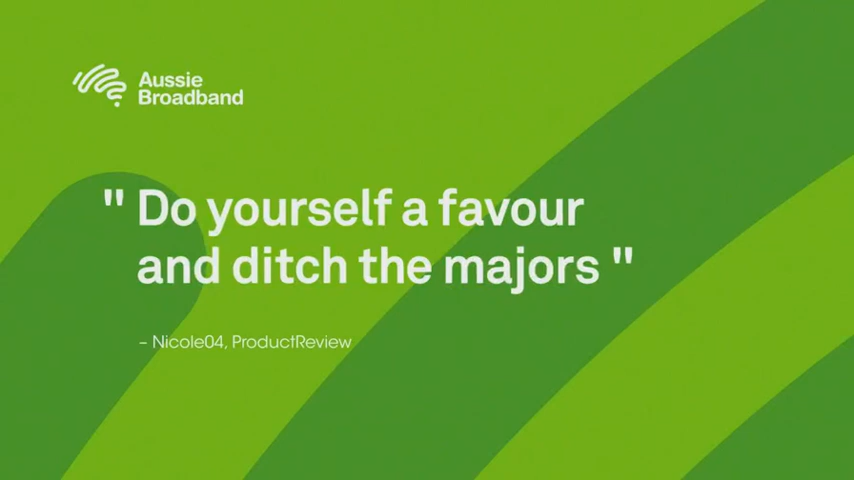 Aussie
Broadband
" Do yourself a favour
and ditch the majors "
– Nicole04, ProductReview